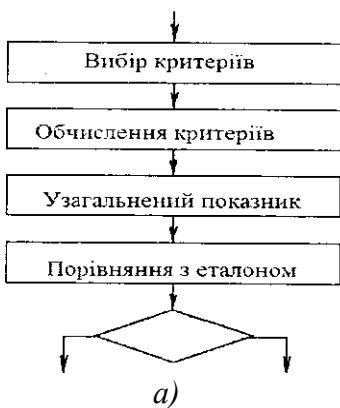 Вибір критеріїв
Обчислення критеріїв
Узагальнений показник
Порівняння з еталоном
а)